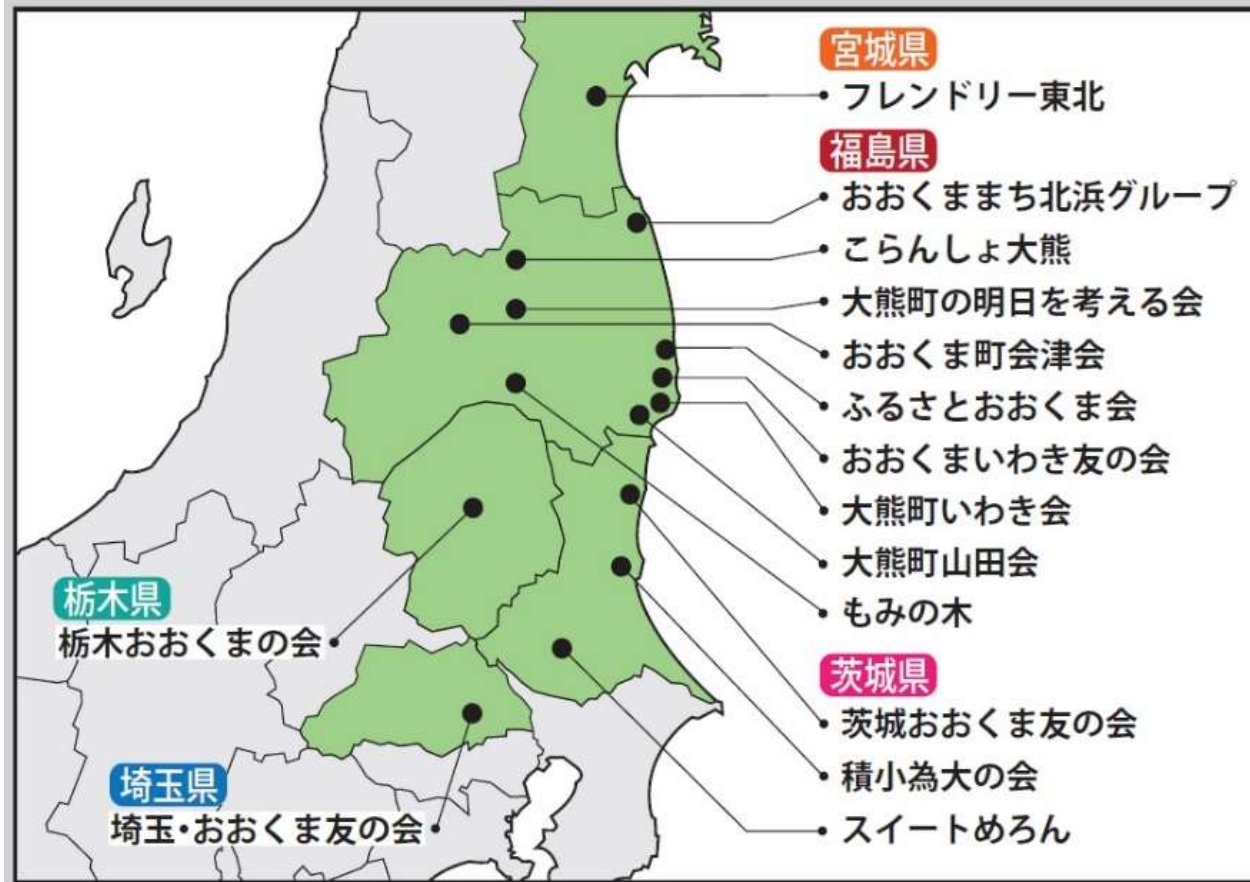 宮城県
フレンドリー東北
福島県
おおくままち北浜グループ
こらんしょ大熊
大熊町の明日を考える会
おおくま町会津会
ふるさとおおくま会
おおくまいわき友の会
大熊町いわき会
大熊町山田会
もみの木
茨城県
茨城おおくま友の会
積小為大の会
スイートめろん
栃木県
栃木おおくまの会
埼玉県
埼玉・おおくま友の会